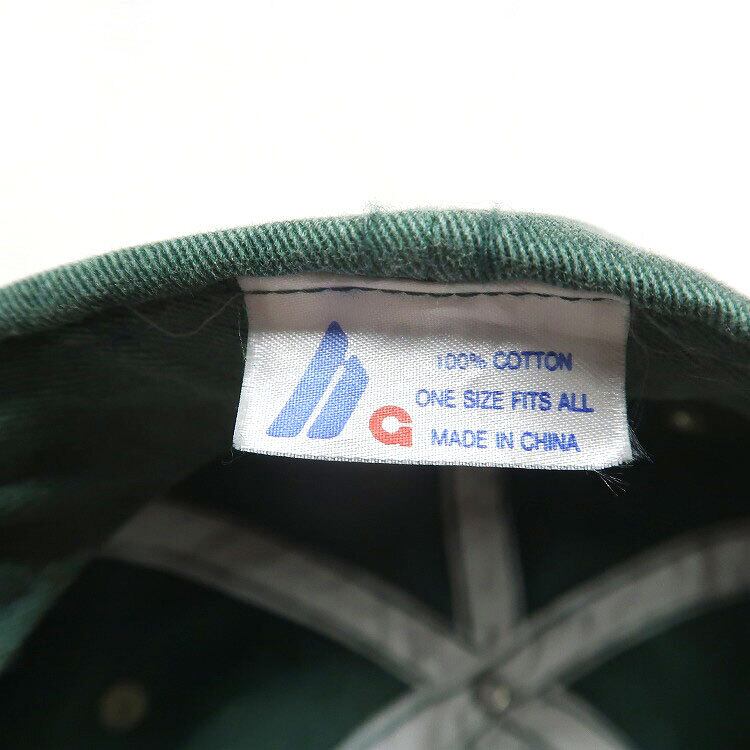 G
100% COTTON
ONE SIZE FITS ALL
MADE IN CHINA